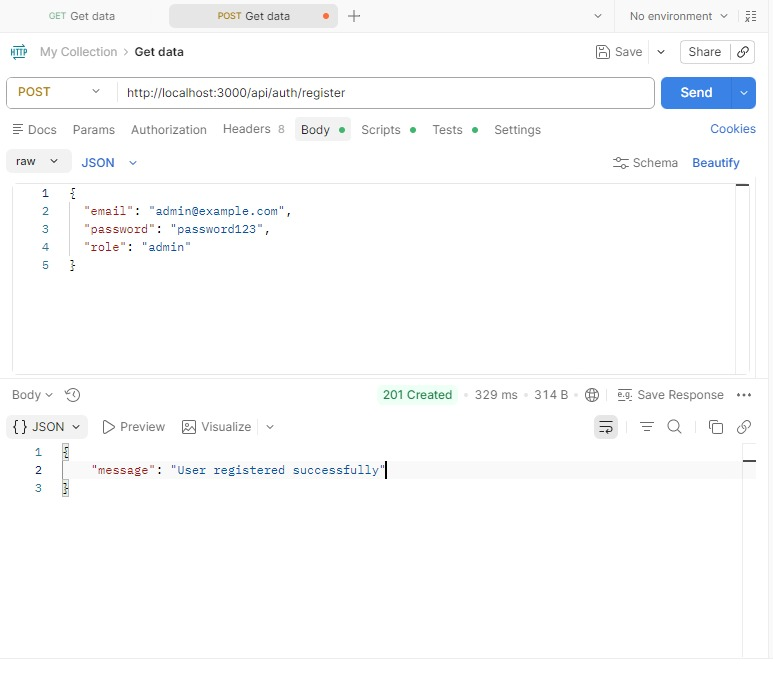 GET Get data POST Get data No environment
HTTP My Collection > Get data Save Share
POST http://localhost:3000/api/auth/register Send
Docs Params Authorization Headers 8 Body Scripts Tests Settings Cookies
raw JSON Schema Beautify
1 {
2 "email": "admin@example.com",
3 "password": "password123",
4 "role": "admin"
5 }
Body 201 Created 329 ms 314 B e.g. Save Response
{} JSON Preview Visualize
1 {
2 "message": "User registered successfully"
3 }